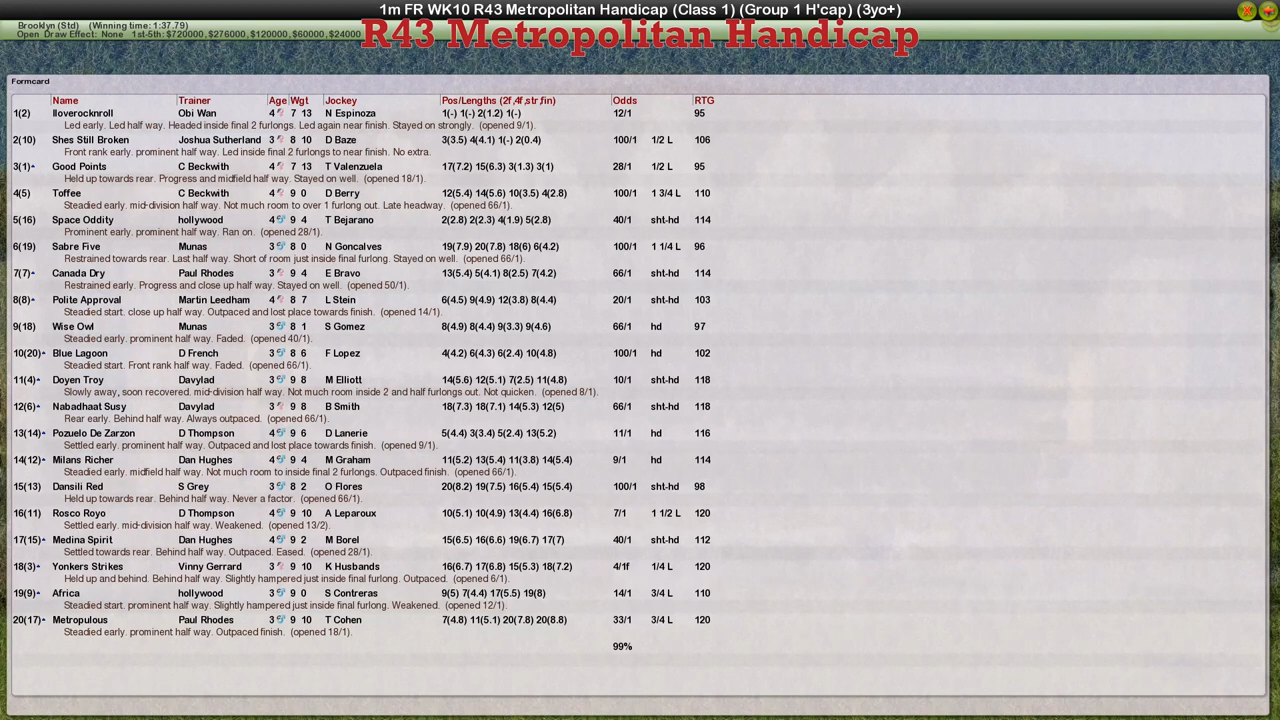 1m FR WK10 R43 Metropolitan Handicap (Class 1) (Group 1 H'cap) (3yo+)
Brooklyn (Std) (Winning time: 1:37.79)
Open Draw Effect: None 1st-5th: $720000,$276000,$120000,$60000,$24000
R43 Metropolitan Handicap
Formcard
Name Trainer Age Wgt Jockey Pos/Lengths (2f,4f,str,fin) Odds RTG
1(2) Iloverocknroll Obi Wan 4 7 13 N Espinoza 1(-) 1(-) 2(1.2) 1(-) 12/1 95
Led early. Led half way. Headed inside final 2 furlongs. Led again near finish. Stayed on strongly. (opened 9/1).
2(10) Shes Still Broken Joshua Sutherland 3 8 10 D Baze 3(3.5) 4(4.1) 1(-) 2(0.4) 100/1 1/2 L 106
Front rank early. prominent half way. Led inside final 2 furlongs to near finish. No extra.
3(1) Good Points C Beckwith 4 7 13 T Valenzuela 17(7.2) 15(6.3) 3(1.3) 3(1) 28/1 1/2 L 95
Held up towards rear. Progress and midfield half way. Stayed on well. (opened 18/1).
4(5) Toffee C Beckwith 4 9 0 D Berry 12(5.4) 14(5.6) 10(3.5) 4(2.8) 100/1 1 3/4 L 110
Steadied early. mid-division half way. Not much room to over 1 furlong out. Late headway. (opened 66/1).
5(16) Space Oddity hollywood 4 9 4 T Bejarano 2(2.8) 2(2.3) 4(1.9) 5(2.8) 40/1 sht-hd 114
Prominent early. prominent half way. Ran on. (opened 28/1).
6(19) Sabre Five Munas 3 8 0 N Goncalves 19(7.9) 20(7.8) 18(6) 6(4.2) 100/1 1 1/4 L 96
Restrained towards rear. Last half way. Short of room just inside final furlong. Stayed on well. (opened 66/1).
7(7) Canada Dry Paul Rhodes 3 9 4 E Bravo 13(5.4) 5(4.1) 8(2.5) 7(4.2) 66/1 sht-hd 114
Restrained early. Progress and close up half way. Stayed on well. (opened 50/1).
8(8) Polite Approval Martin Leedham 4 8 7 L Stein 6(4.5) 9(4.9) 12(3.8) 8(4.4) 20/1 sht-hd 103
Steadied start. close up half way. Outpaced and lost place towards finish. (opened 14/1).
9(18) Wise Owl Munas 3 8 1 S Gomez 8(4.9) 8(4.4) 9(3.3) 9(4.6) 66/1 hd 97
Steadied early. prominent half way. Faded. (opened 40/1).
10(20) Blue Lagoon D French 3 8 6 F Lopez 4(4.2) 6(4.3) 6(2.4) 10(4.8) 100/1 hd 102
Steadied start. Front rank half way. Faded. (opened 66/1).
11(4) Doyen Troy Davylad 3 9 8 M Elliott 14(5.6) 12(5.1) 7(2.5) 11(4.8) 10/1 sht-hd 118
Slowly away, soon recovered. mid-division half way. Not much room inside 2 and half furlongs out. Not quicken. (opened 8/1).
12(6) Nabadhaat Susy Davylad 3 9 8 B Smith 18(7.3) 18(7.1) 14(5.3) 12(5) 66/1 sht-hd 118
Rear early. Behind half way. Always outpaced. (opened 66/1).
13(14) Pozuelo De Zarzon D Thompson 4 9 6 D Lanerie 5(4.4) 3(3.4) 5(2.4) 13(5.2) 11/1 hd 116
Settled early. prominent half way. Outpaced and lost place towards finish. (opened 9/1).
14(12) Milans Richer Dan Hughes 4 9 4 M Graham 11(5.2) 13(5.4) 11(3.8) 14(5.4) 9/1 hd 114
Steadied early. midfield half way. Not much room to inside final 2 furlongs. Outpaced finish. (opened 66/1).
15(13) Dansili Red S Grey 3 8 2 O Flores 20(8.2) 19(7.5) 16(5.4) 15(5.4) 100/1 sht-hd 98
Held up towards rear. Behind half way. Never a factor. (opened 66/1).
16(11) Rosco Royo D Thompson 4 9 10 A Leparoux 10(5.1) 10(4.9) 13(4.4) 16(6.8) 7/1 1 1/2 L 120
Settled early. mid-division half way. Weakened. (opened 13/2).
17(15) Medina Spirit Dan Hughes 4 9 2 M Borel 15(6.5) 16(6.6) 19(6.7) 17(7) 40/1 sht-hd 112
Settled towards rear. Behind half way. Outpaced. Eased. (opened 28/1).
18(3) Yonkers Strikes Vinny Gerrard 3 9 10 K Husbands 16(6.7) 17(6.8) 15(5.3) 18(7.2) 4/1f 1/4 L 120
Held up and behind. Behind half way. Slightly hampered just inside final furlong. Outpaced. (opened 6/1).
19(9) Africa hollywood 3 9 0 S Contreras 9(5) 7(4.4) 17(5.5) 19(8) 14/1 3/4 L 110
Steadied start. prominent half way. Slightly hampered just inside final furlong. Weakened. (opened 12/1).
20(17) Metropulous Paul Rhodes 3 9 10 T Cohen 7(4.8) 11(5.1) 20(7.8) 20(8.8) 33/1 3/4 L 120
Steadied early. prominent half way. Outpaced finish. (opened 18/1).
99%